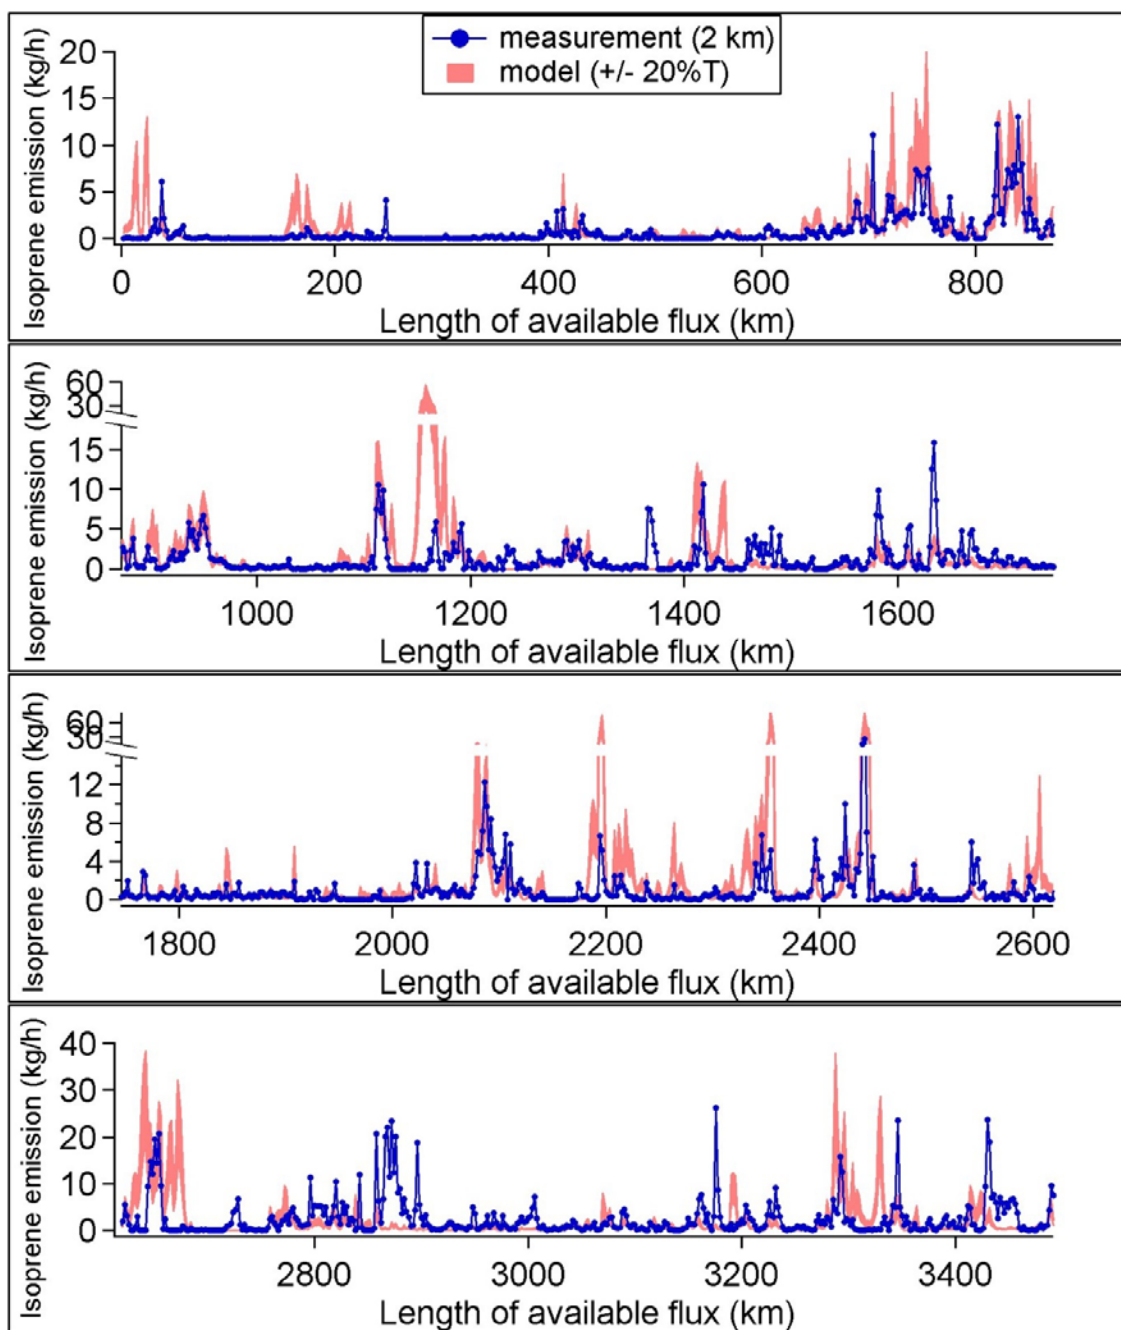 measurement (2 km)
model (+/- 20%T)
Isoprene emission (kg/h)
20
15
10
5
0
0 200 400 600 800
Length of available flux (km)
Isoprene emission (kg/h)
60
30
15
10
5
0
1000 1200 1400 1600
Length of available flux (km)
Isoprene emission (kg/h)
60
30
12
8
4
0
1800 2000 2200 2400 2600
Length of available flux (km)
Isoprene emission (kg/h)
40
30
20
10
0
2800 3000 3200 3400
Length of available flux (km)